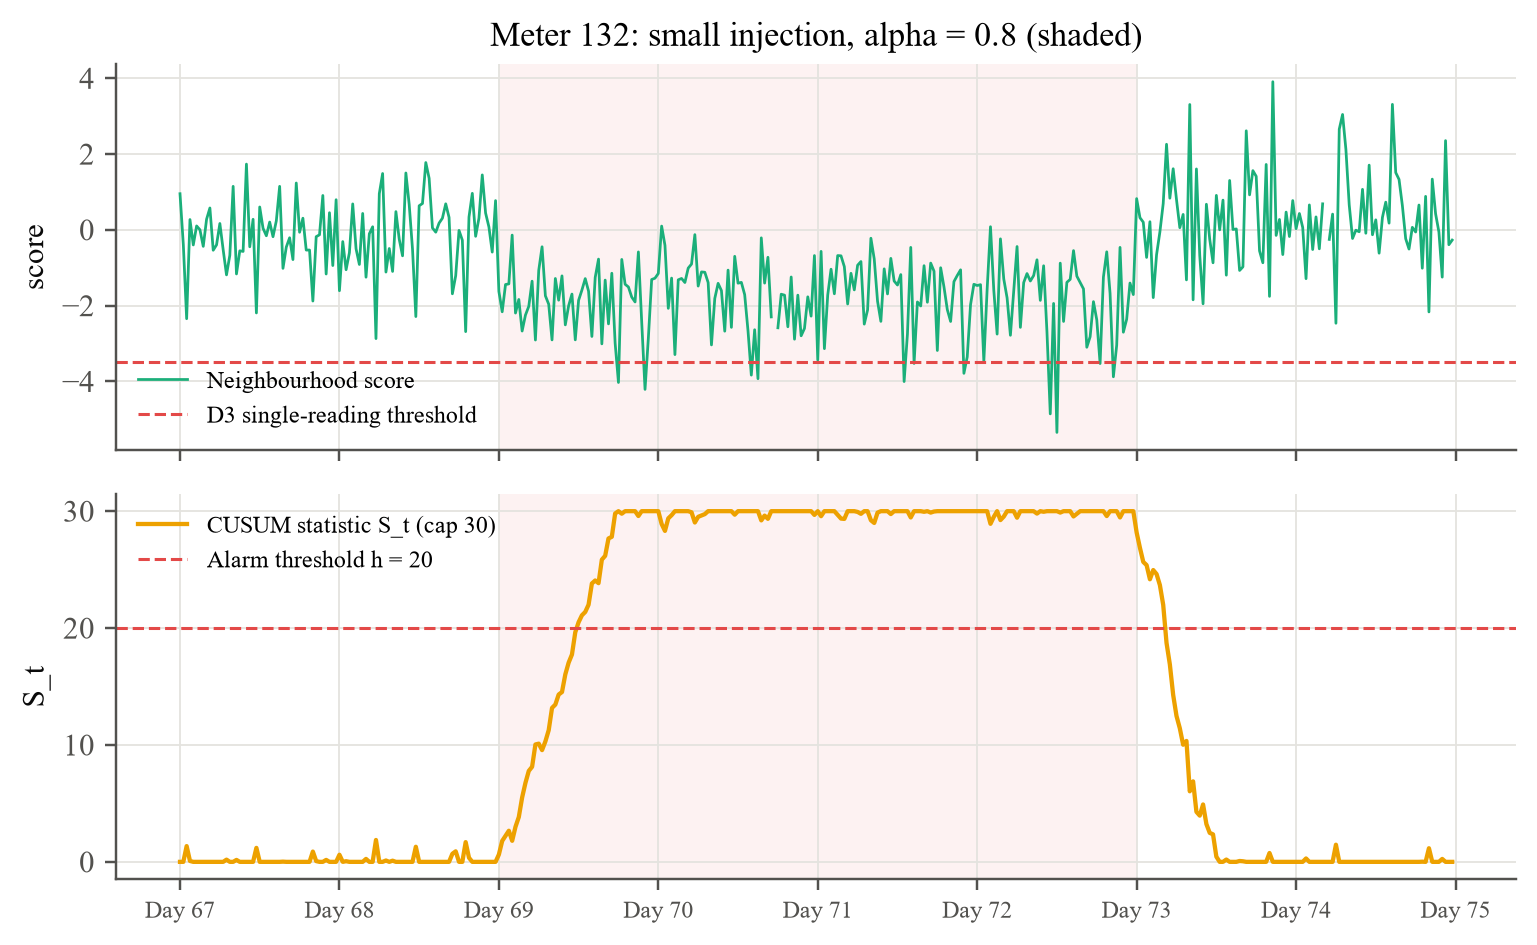 Meter 132: small injection, alpha = 0.8 (shaded)
score
4
2
0
−2
−4
Neighbourhood score
D3 single-reading threshold
S_t
30
20
10
0
CUSUM statistic S_t (cap 30)
Alarm threshold h = 20
Day 67
Day 68
Day 69
Day 70
Day 71
Day 72
Day 73
Day 74
Day 75